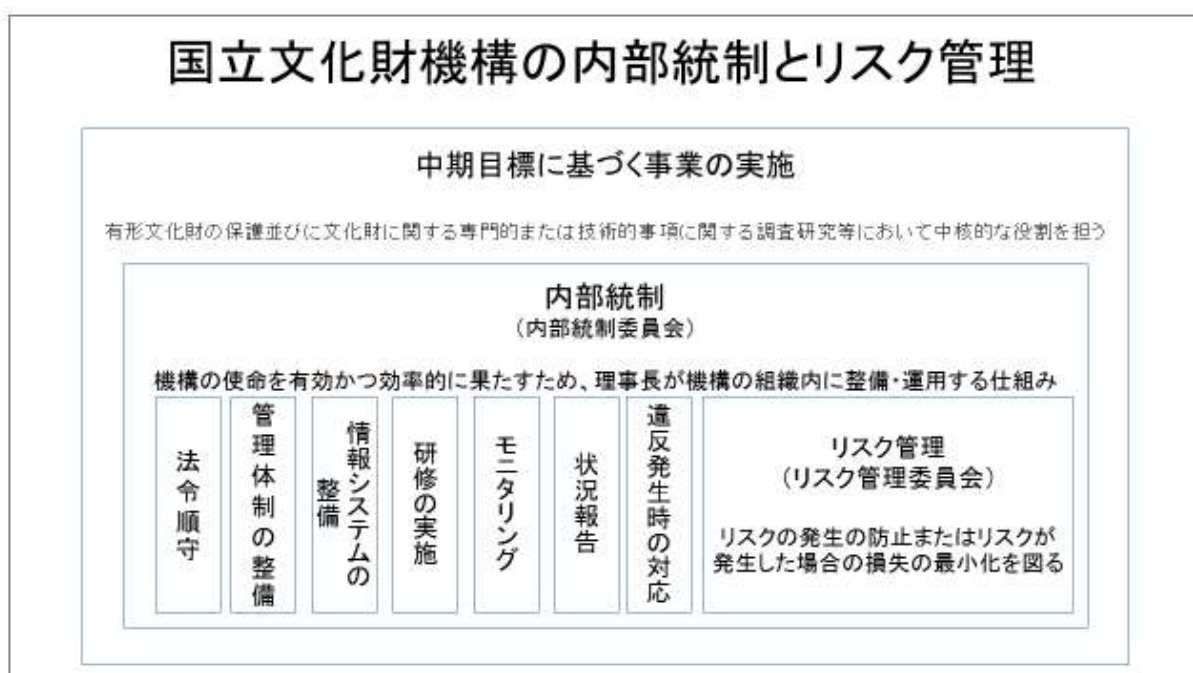 国立文化財機構の内部統制とリスク管理
中期目標に基づく事業の実施
有形文化財の保護並びに文化財に関する専門的または技術的事項に関する調査研究等において中核的な役割を担う
内部統制
（内部統制委員会）
機構の使命を有効かつ効率的に果たすため、理事長が機構の組織内に整備・運用する仕組み
法令順守
管理体制の整備
情報システムの
整備
研修の実施
モニタリング
状況報告
違反発生時の対応
リスク管理
（リスク管理委員会）
リスクの発生の防止またはリスクが
発生した場合の損失の最小化を図る